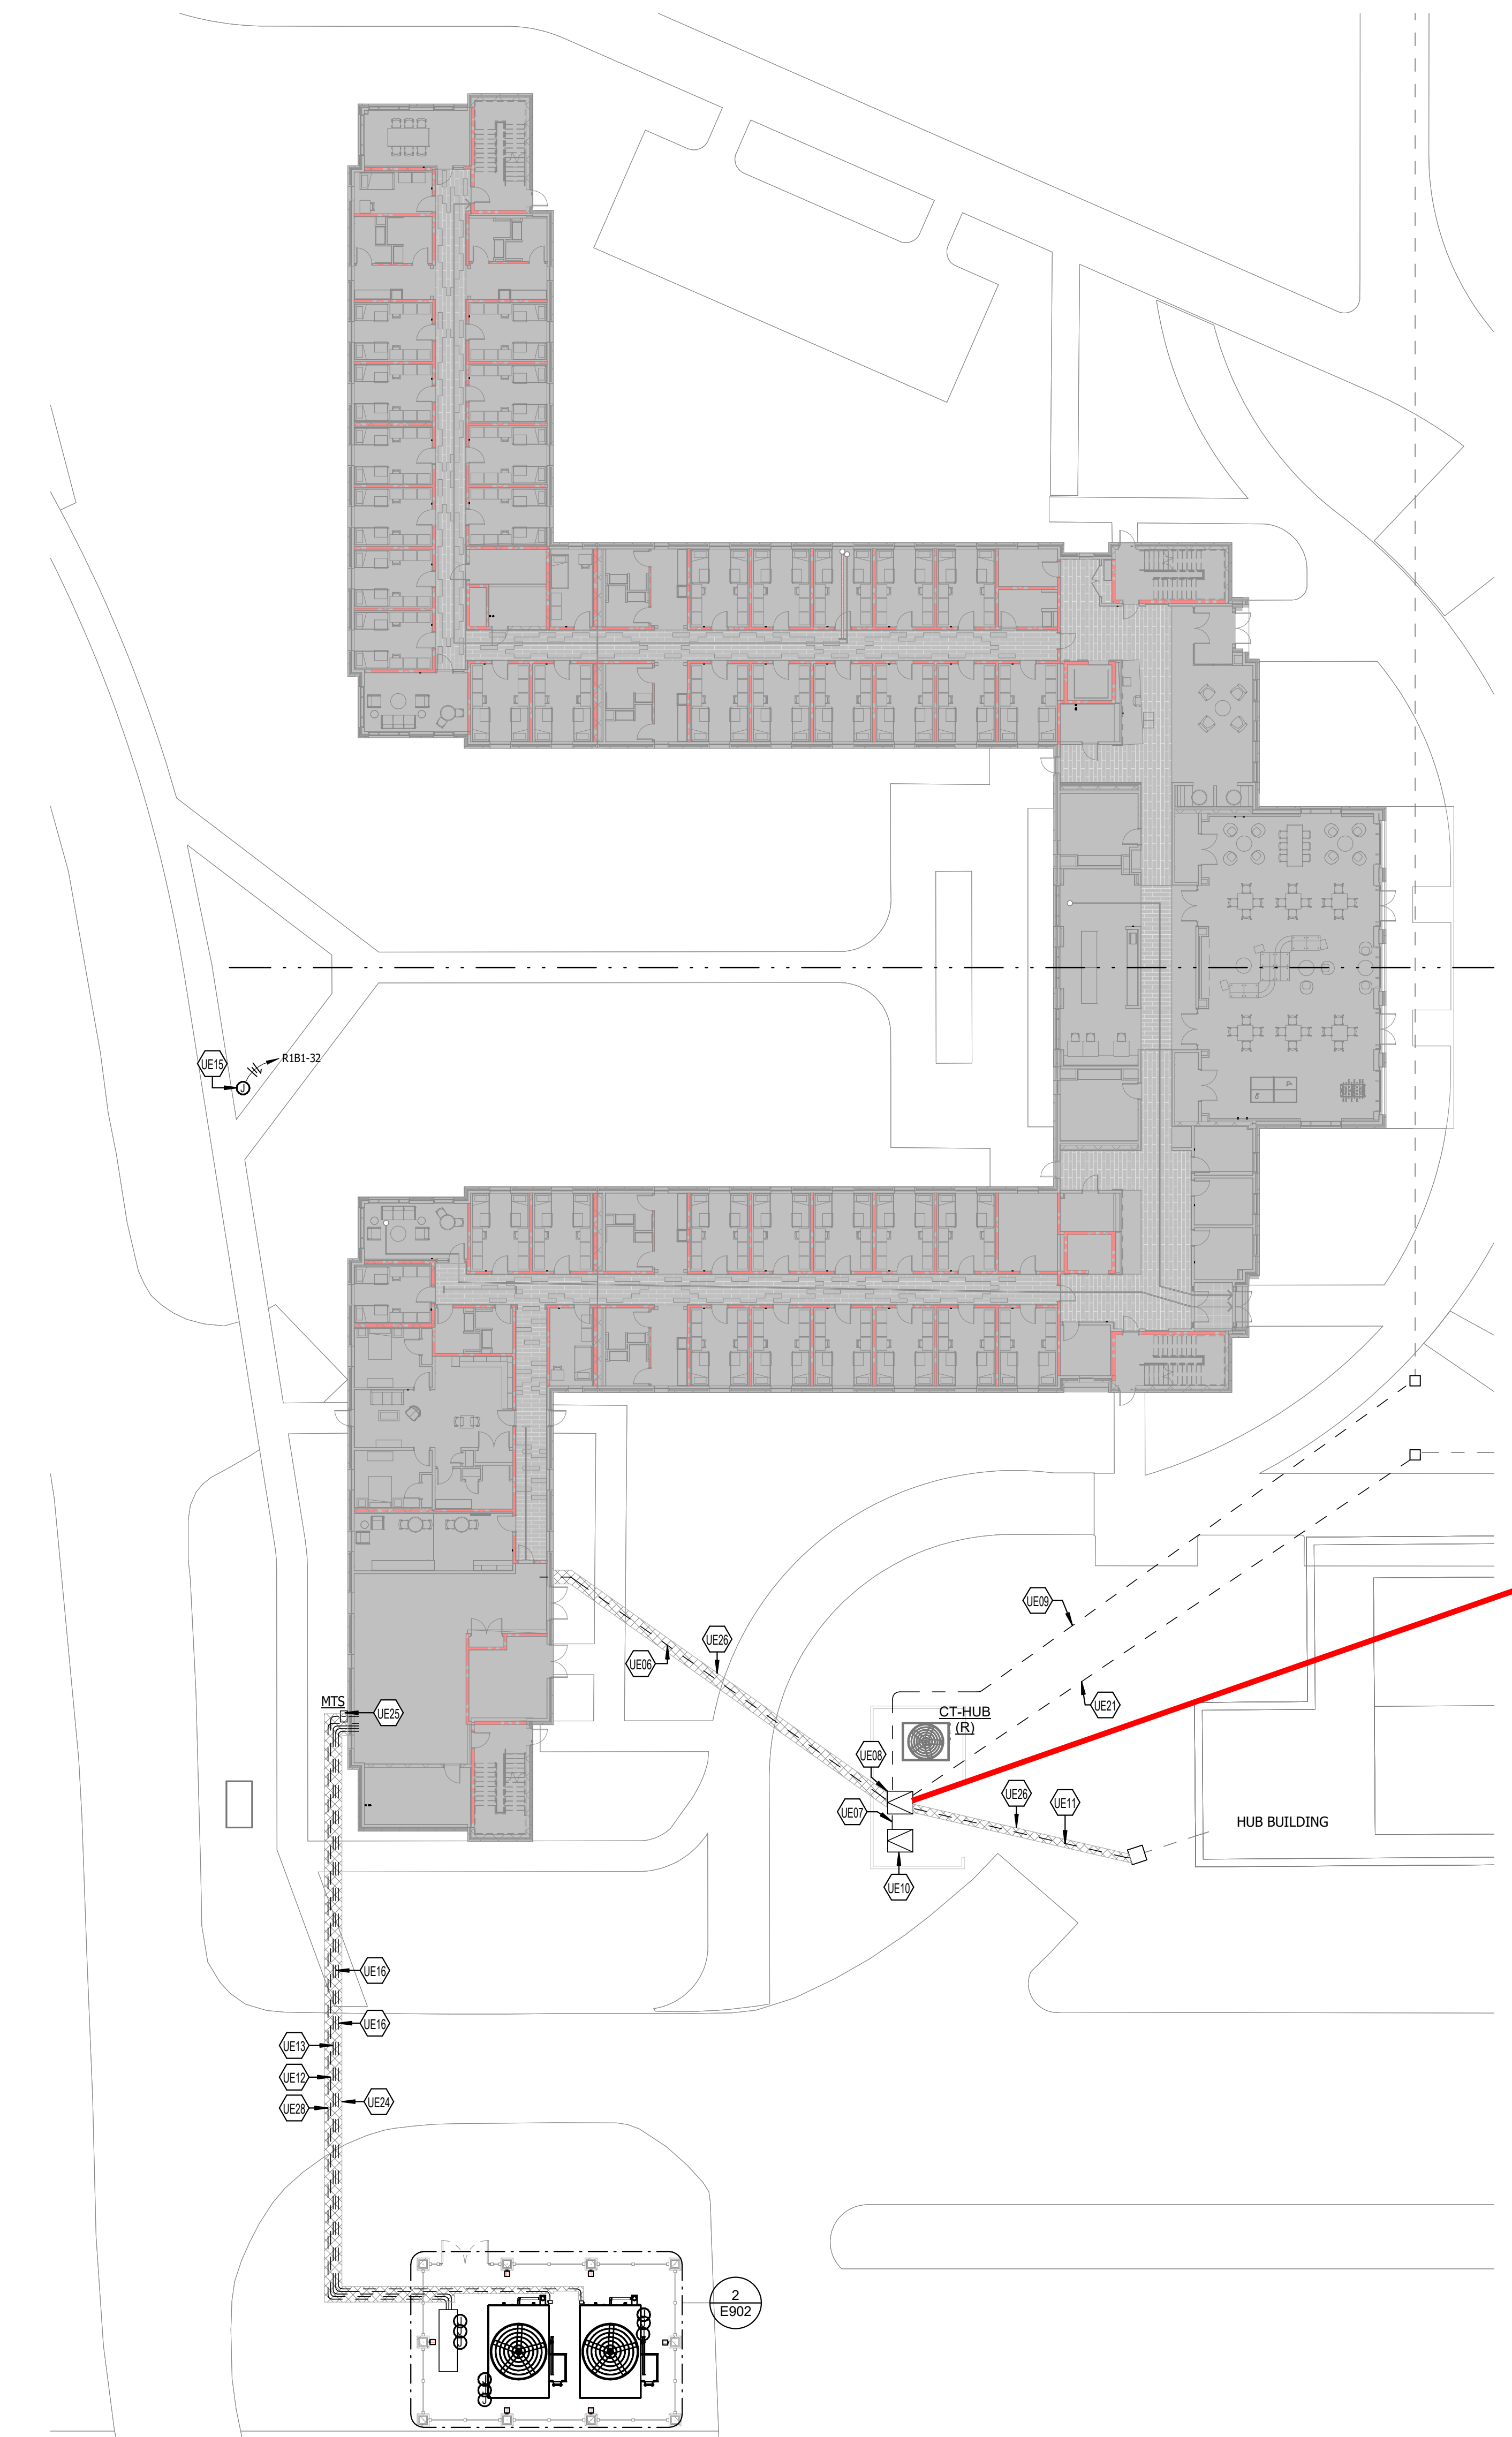 UE15
R1B1-32
J
UE09
UE26
UE06
UE21
MTS
UE25
CT-HUB
(R)
UE08
UE26
UE11
UE07
HUB BUILDING
UE10
UE16
UE16
UE13
UE12
UE24
UE28
2
E902
J
J
J
J
J
J
J
J
J